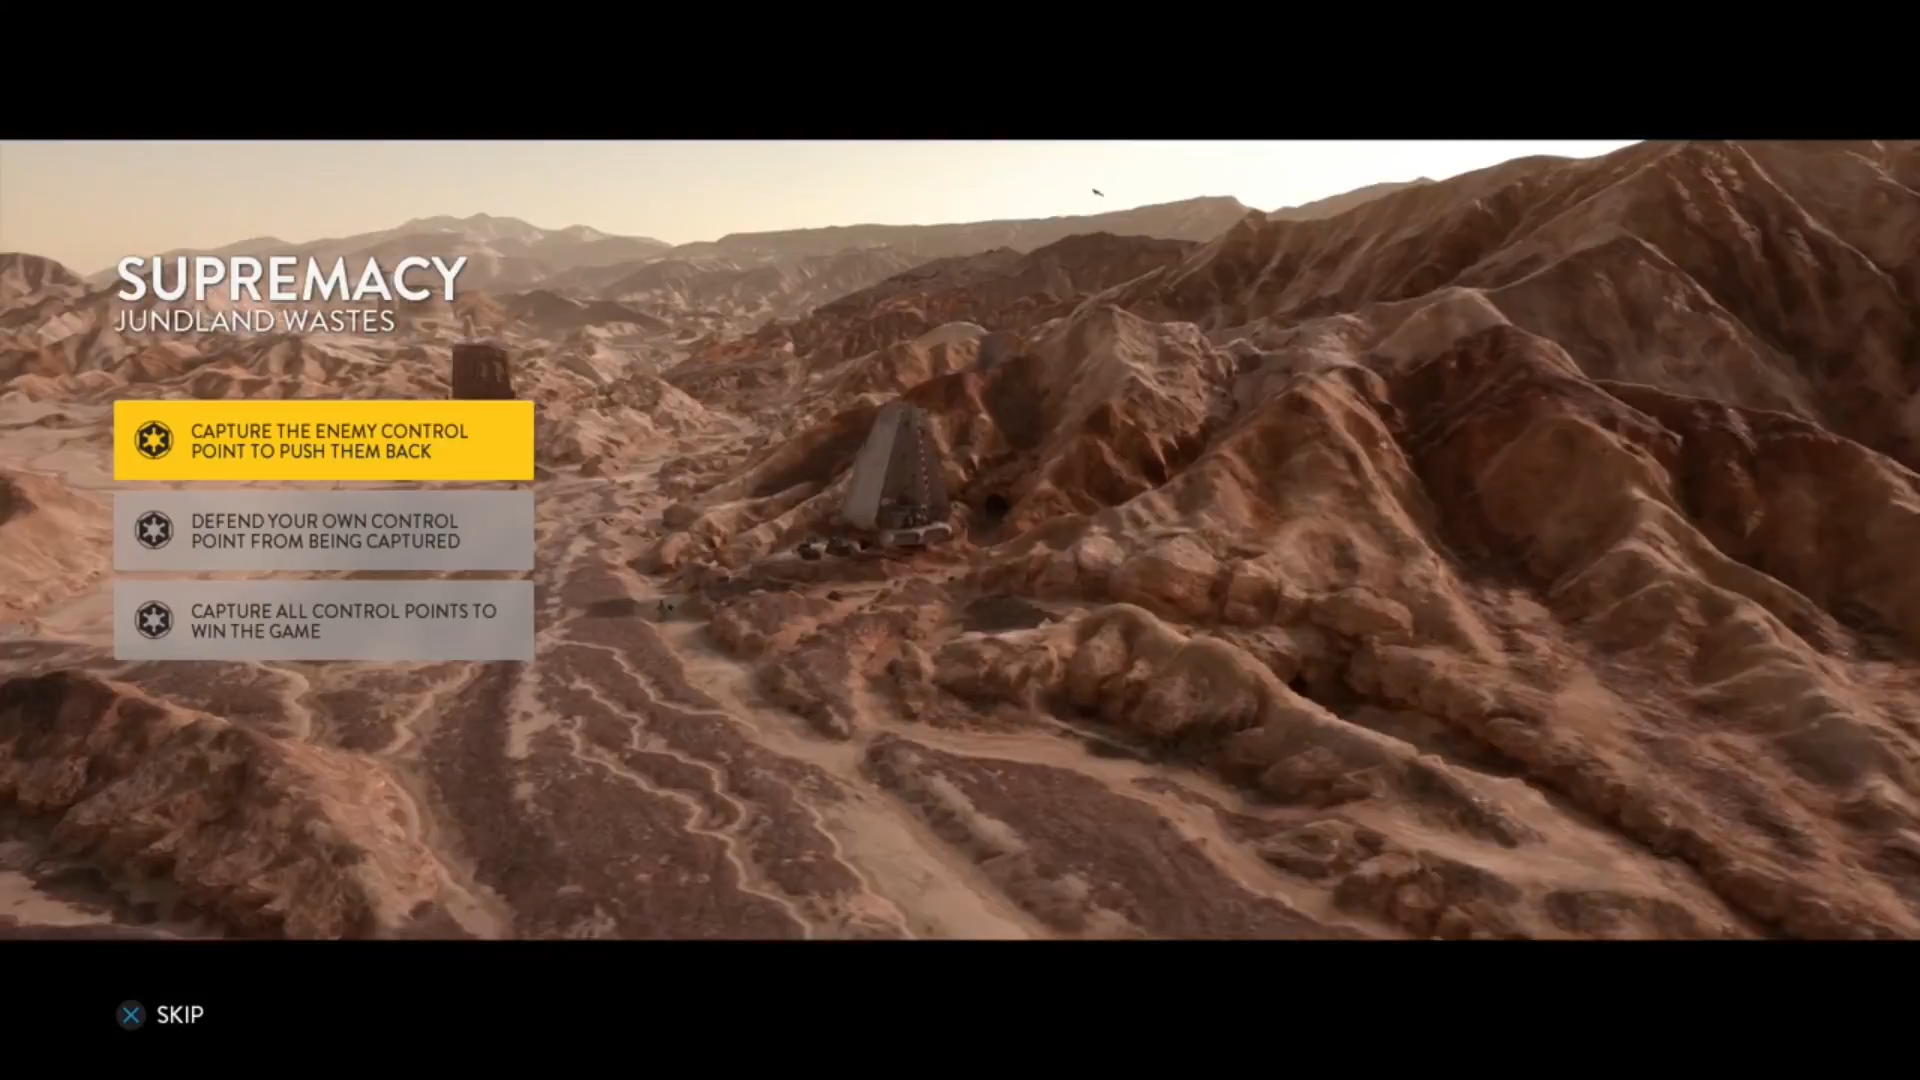 SUPREMACY
JUNDLAND WASTES
CAPTURE THE ENEMY CONTROL
POINT TO PUSH THEM BACK
DEFEND YOUR OWN CONTROL
POINT FROM BEING CAPTURED
CAPTURE ALL CONTROL POINTS TO
WIN THE GAME
SKIP